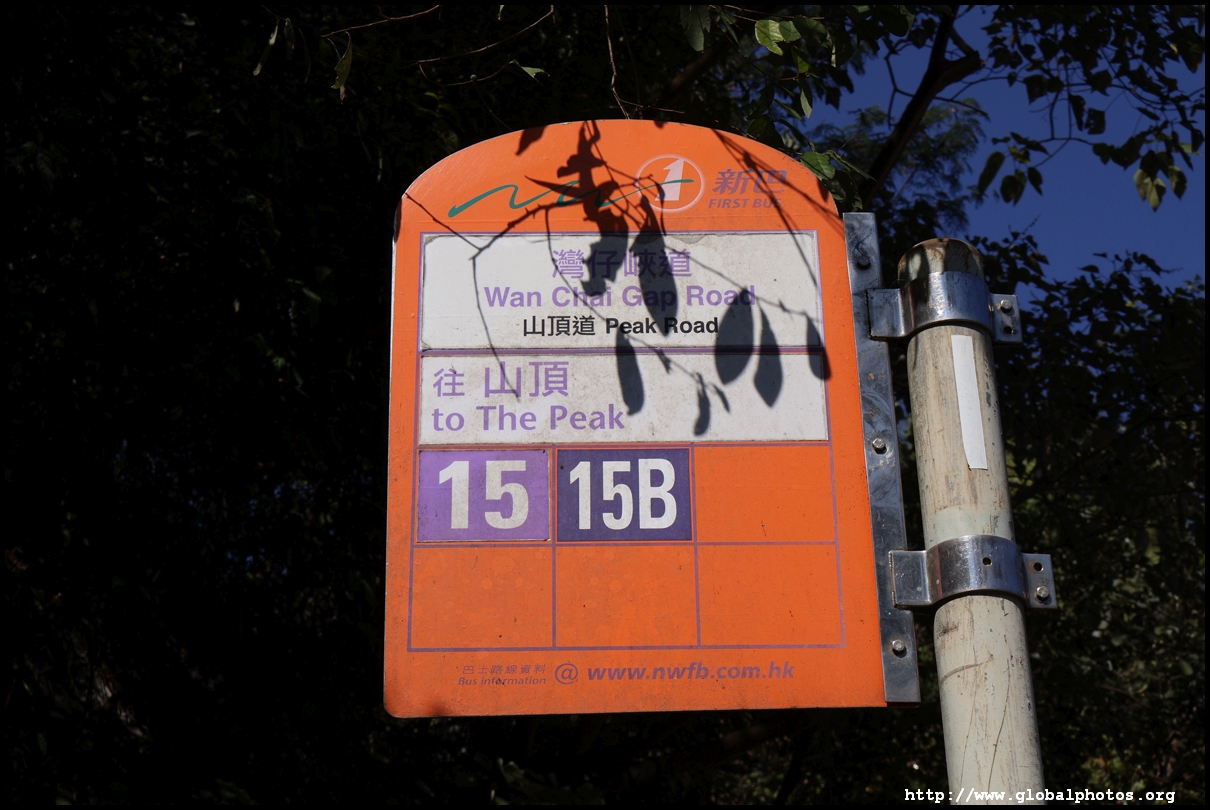 1 新巴
FIRST BUS
灣仔峽道
Wan Chai Gap Road
山頂道 Peak Road
往 山頂
to The Peak
15 15B
巴士路線資料
Bus information @ www.nwfb.com.hk
http://www.globalphotos.org